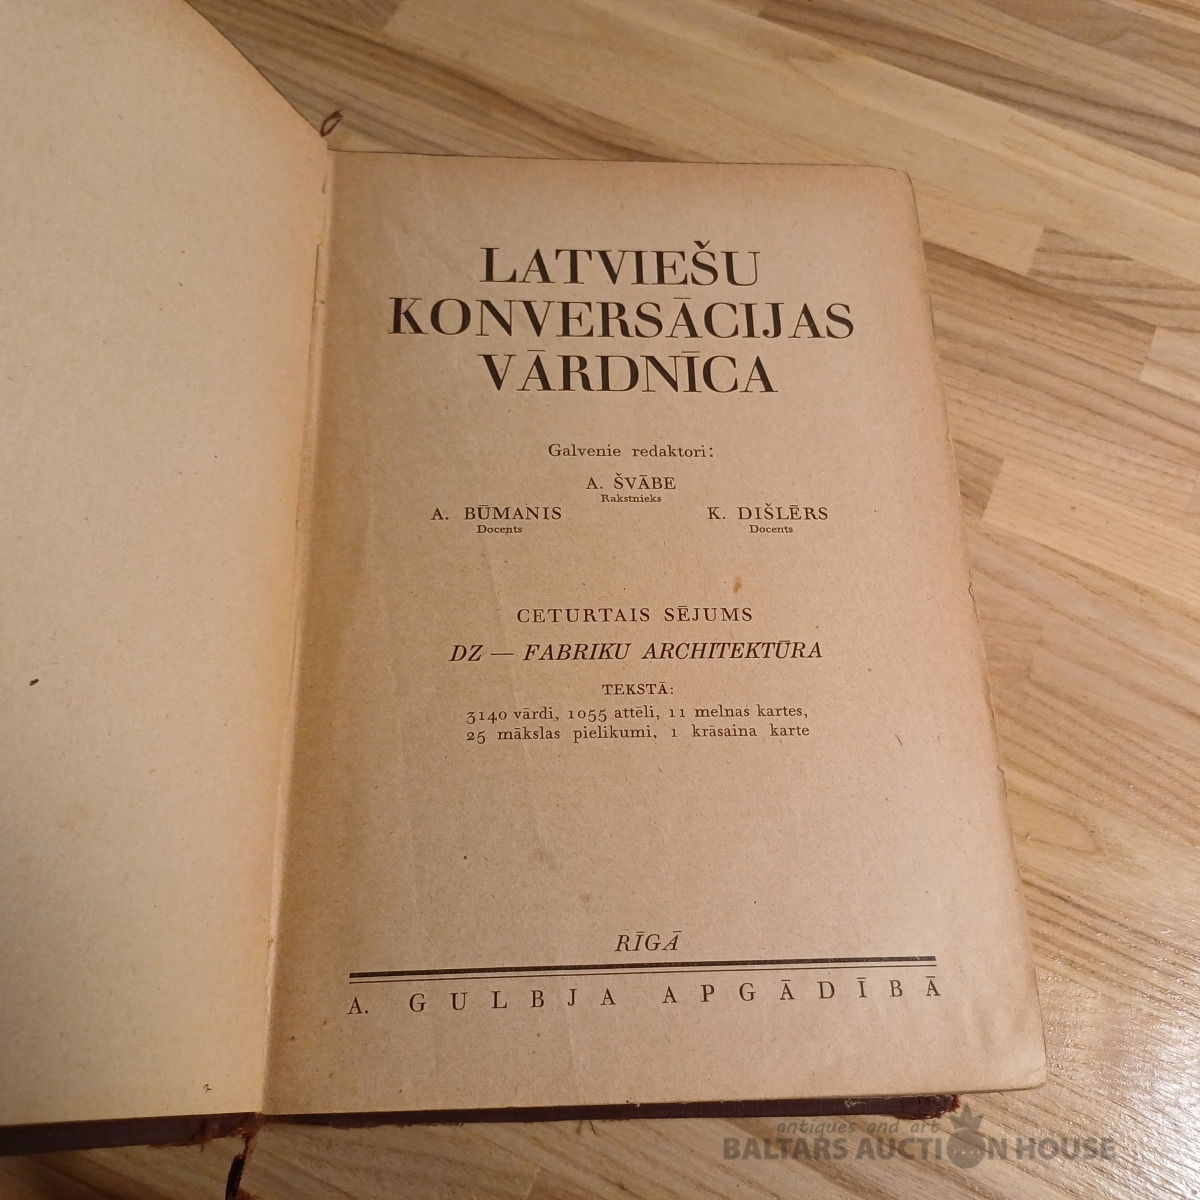 LATVIEŠU
KONVERSĀCIJAS
VĀRDNĪCA
Galvenie redaktori:
A. ŠVĀBE
Rakstnieks
A. BŪMANIS
Docents
K. DIŠLĒRS
Docents
CETURTAIS SĒJUMS
DZ — FABRIKU ARCHITEKTŪRA
TEKSTĀ:
3140 vārdi, 1055 attēli, 11 melnas kartes,
25 mākslas pielikumi, 1 krāsaina karte
RĪGĀ
A. GULBJA APGĀDĪBĀ
antiques and art
BALTARS AUCTION HOUSE